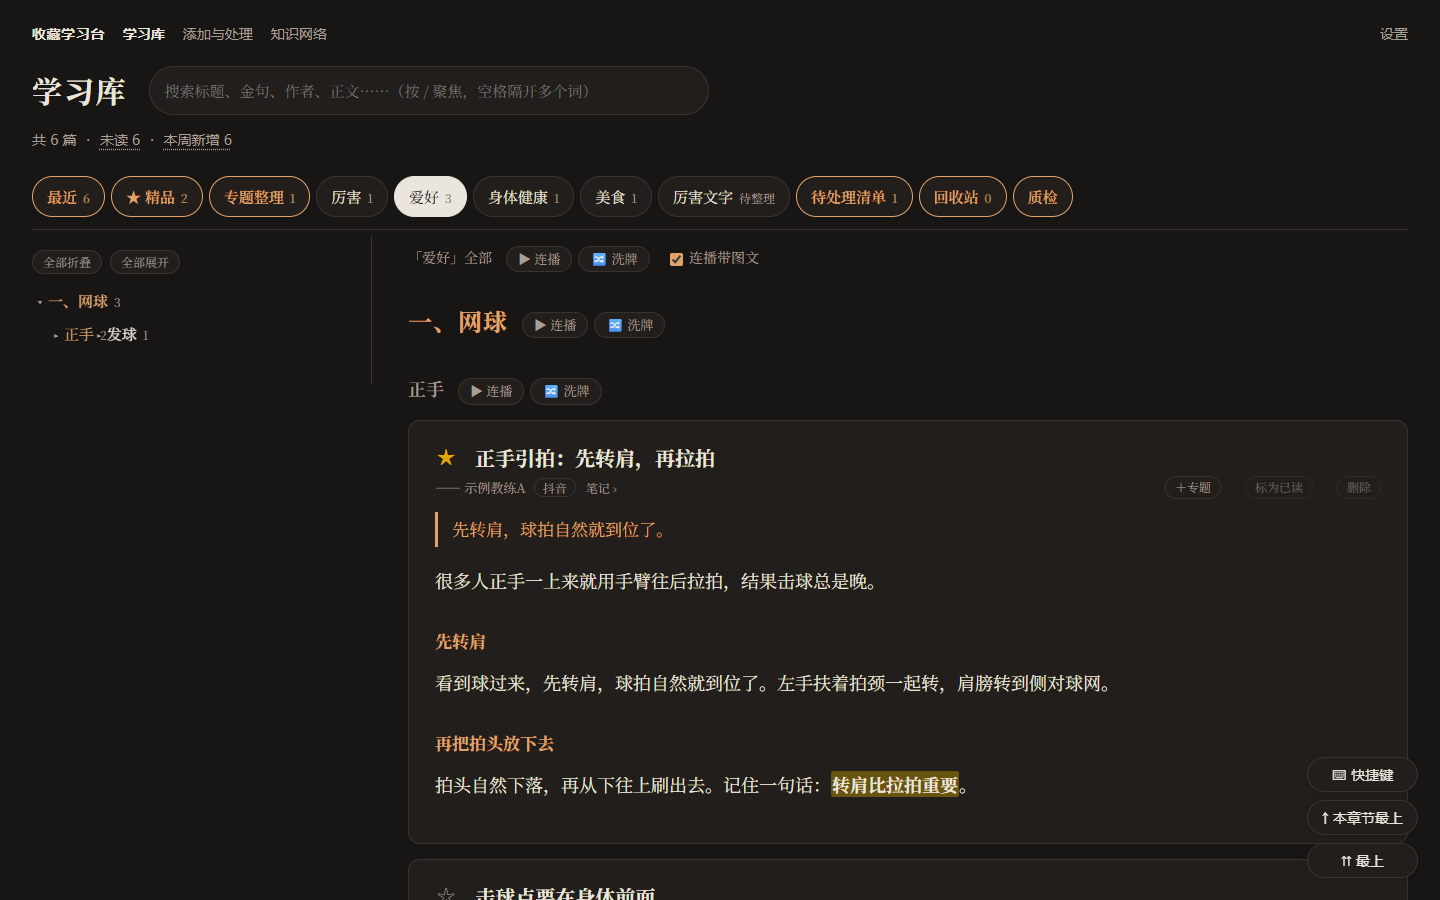 收藏学习台 学习库 添加与处理 知识网络 设置
学习库 搜索标题、金句、作者、正文……（按 / 聚焦，空格隔开多个词）
共 6 篇 · 未读 6 · 本周新增 6
最近 6 ★ 精品 2 专题整理 1 厉害 1 爱好 3 身体健康 1 美食 1 厉害文字 待整理 待处理清单 1 回收站 0 质检
全部折叠 全部展开
▾ 一、网球 3
▸ 正手 2 ▸ 发球 1
「爱好」全部 ▶ 连播 🔀 洗牌 连播带图文
一、网球 ▶ 连播 🔀 洗牌
正手 ▶ 连播 🔀 洗牌
★ 正手引拍：先转肩，再拉拍
—— 示例教练A 抖音 笔记 › ＋专题 标为已读 删除
先转肩，球拍自然就到位了。
很多人正手一上来就用手臂往后拉拍，结果击球总是晚。
先转肩
看到球过来，先转肩，球拍自然就到位了。左手扶着拍颈一起转，肩膀转到侧对球网。
再把拍头放下去
拍头自然下落，再从下往上刷出去。记住一句话：转肩比拉拍重要。
☆ 击球点要在身体前面
⌨ 快捷键
↑ 本章节最上
⇈ 最上